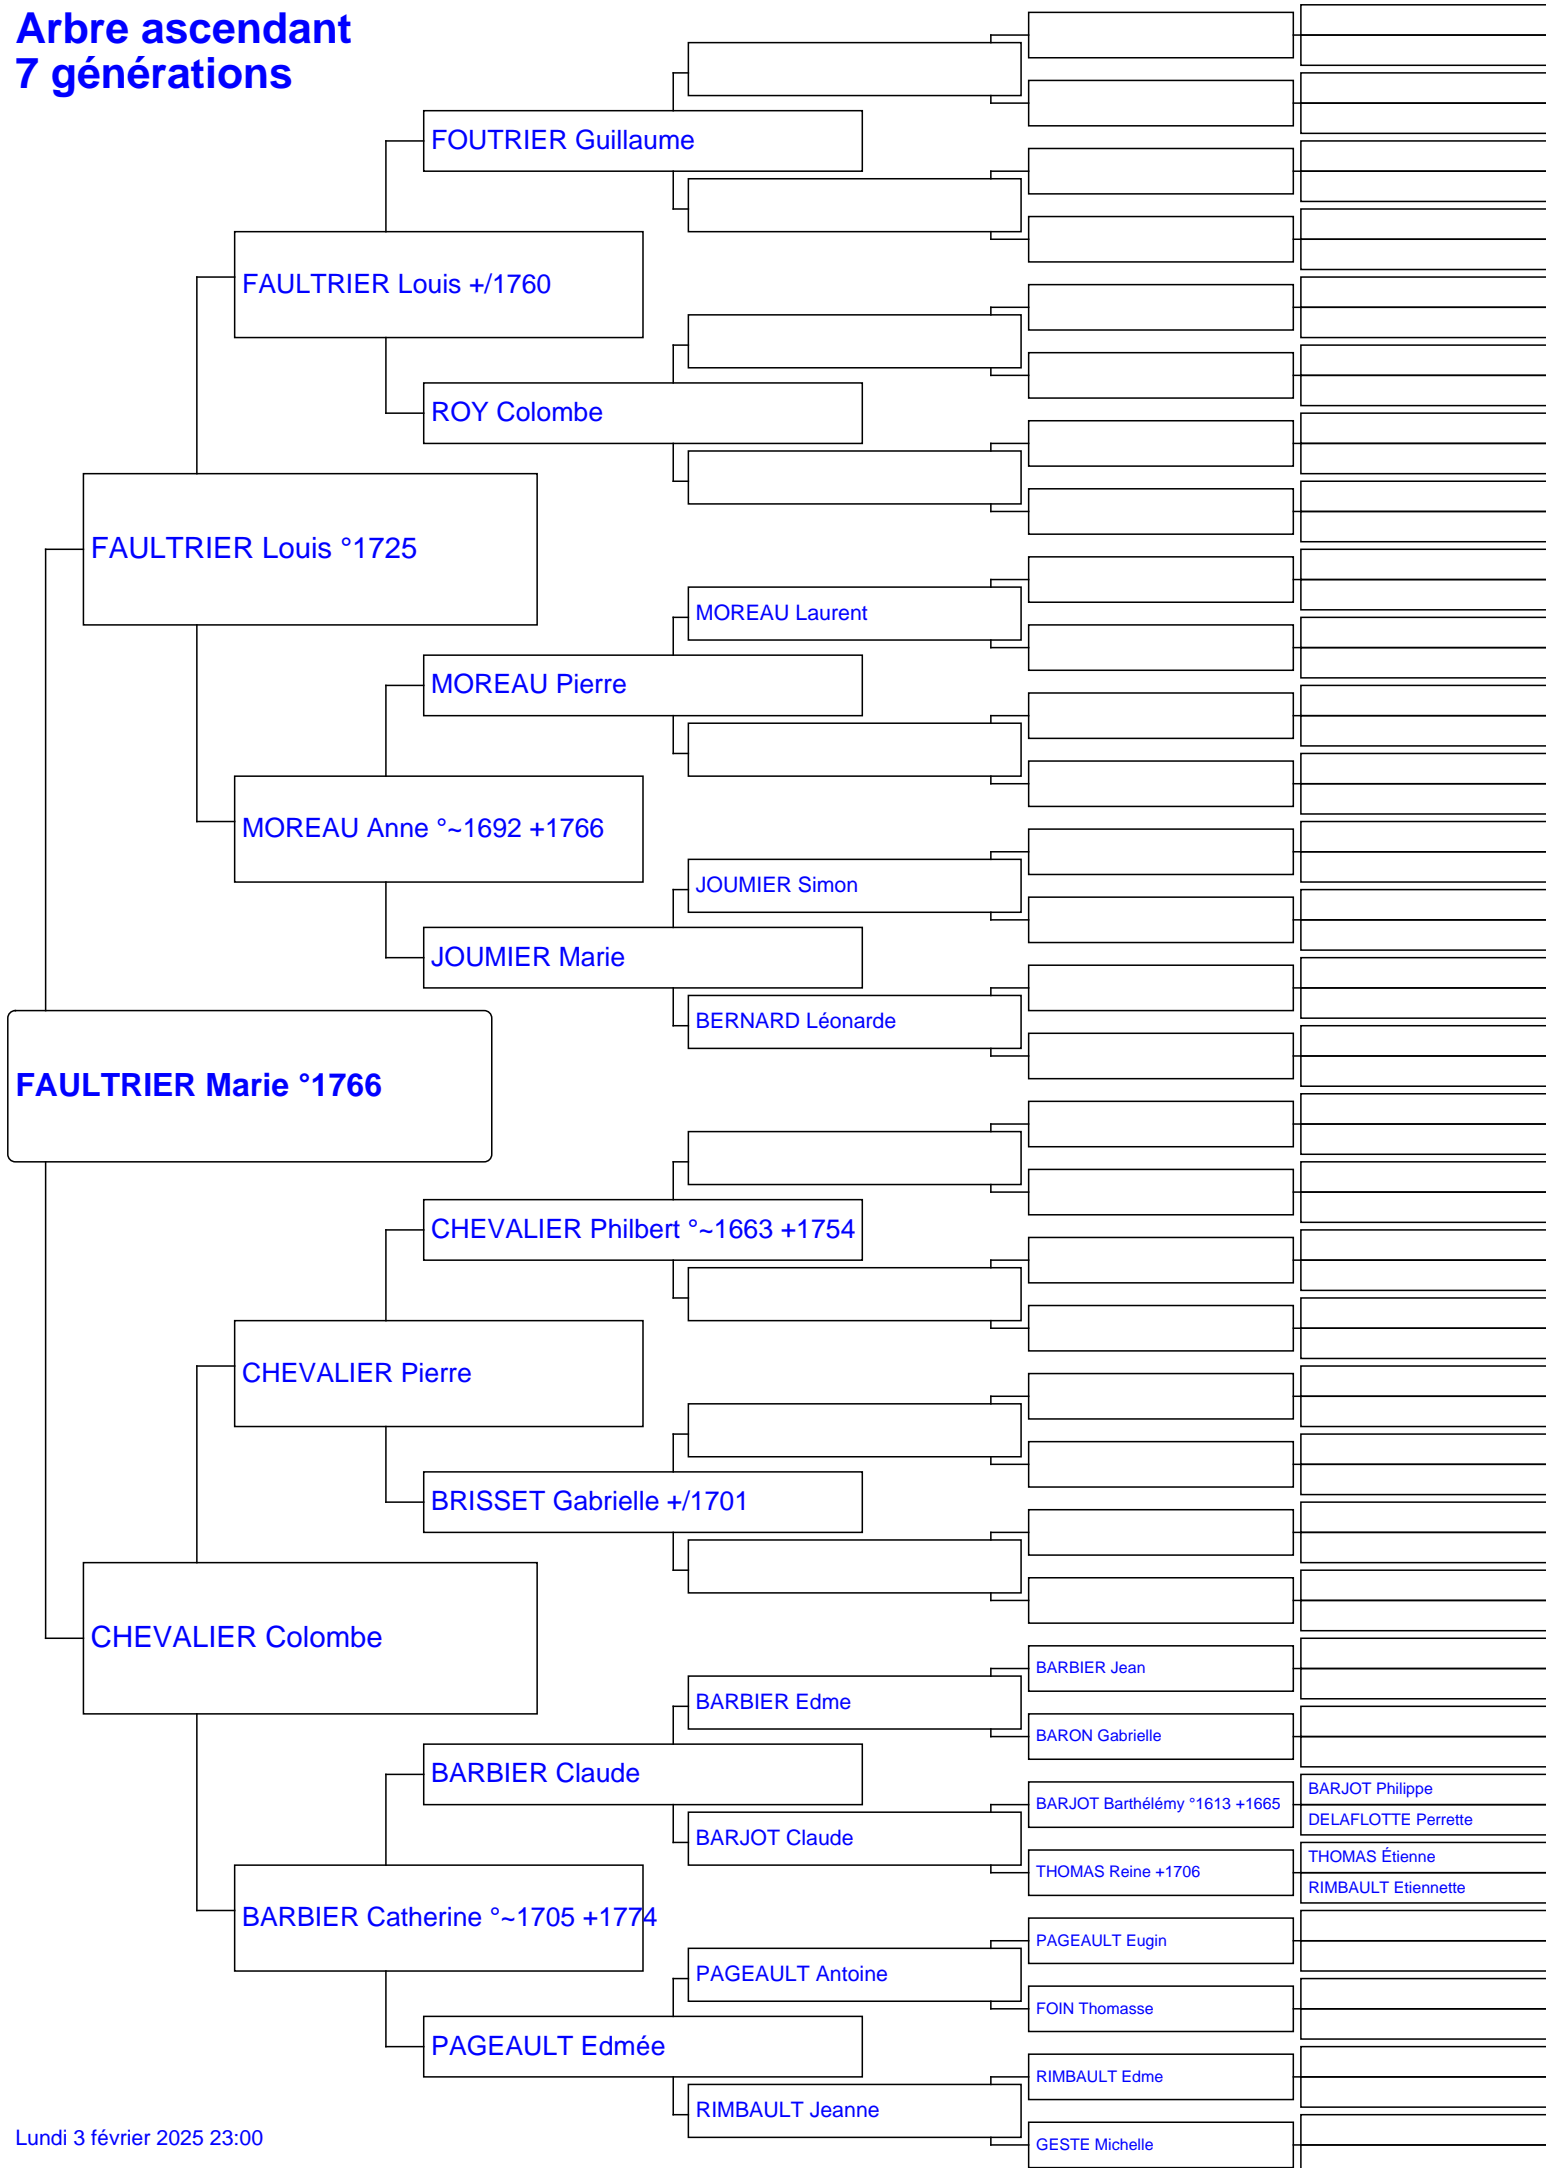 Arbre ascendant
7 générations
FOUTRIER Guillaume
FAULTRIER Louis +/1760
ROY Colombe
FAULTRIER Louis °1725
MOREAU Laurent
MOREAU Pierre
MOREAU Anne °~1692 +1766
JOUMIER Simon
JOUMIER Marie
BERNARD Léonarde
FAULTRIER Marie °1766
CHEVALIER Philbert °~1663 +1754
CHEVALIER Pierre
BRISSET Gabrielle +/1701
CHEVALIER Colombe
BARBIER Jean
BARBIER Edme
BARON Gabrielle
BARBIER Claude
BARJOT Philippe
BARJOT Barthélémy °1613 +1665
DELAFLOTTE Perrette
BARJOT Claude
THOMAS Étienne
THOMAS Reine +1706
RIMBAULT Etiennette
BARBIER Catherine °~1705 +1774
PAGEAULT Eugin
PAGEAULT Antoine
FOIN Thomasse
PAGEAULT Edmée
RIMBAULT Edme
RIMBAULT Jeanne
GESTE Michelle
Lundi 3 février 2025 23:00